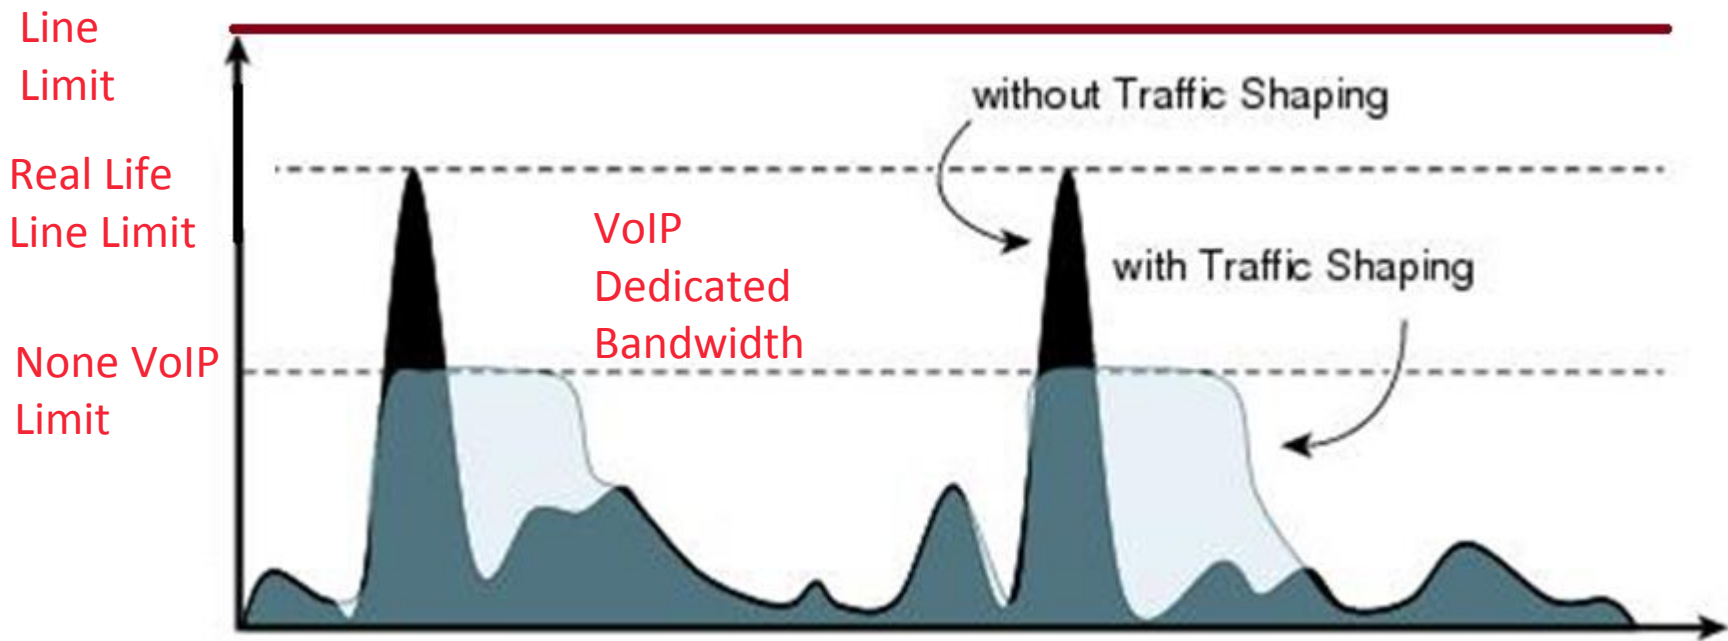 Line
Limit
without Traffic Shaping
Real Life
Line Limit
VoIP
Dedicated
Bandwidth
with Traffic Shaping
None VoIP
Limit